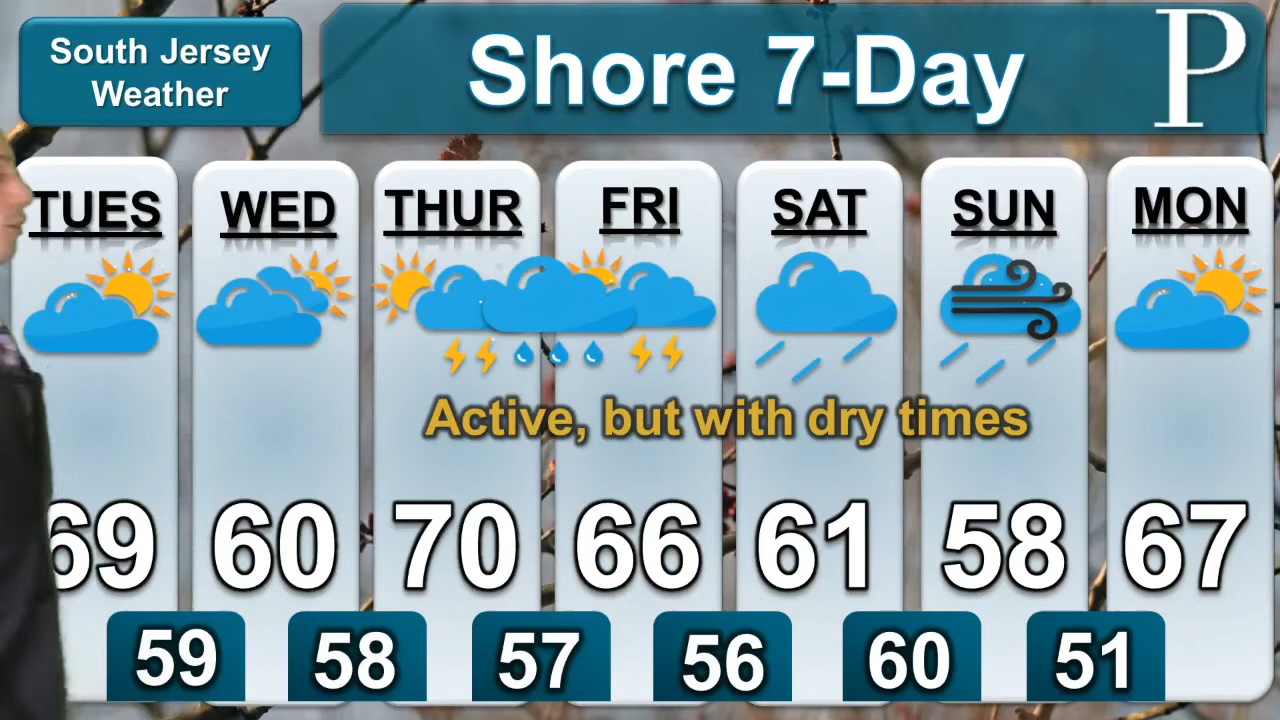 South Jersey
Weather
Shore 7-Day
P
TUES WED THUR FRI SAT SUN MON
Active, but with dry times
69 60 70 66 61 58 67
59 58 57 56 60 51